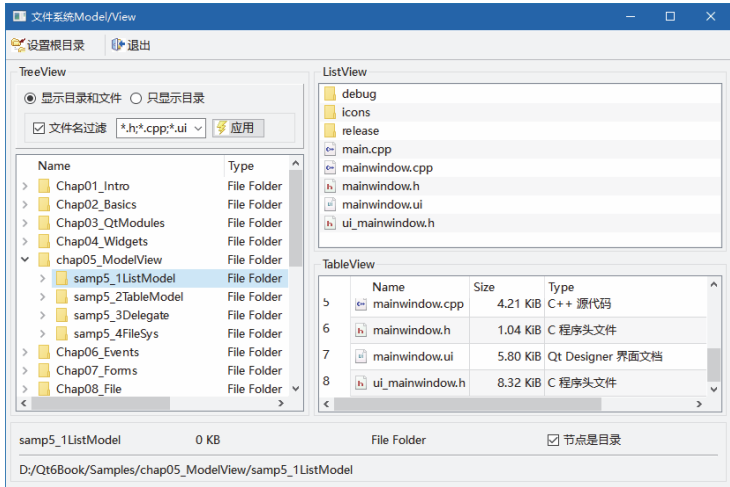 文件系统Model/View
设置根目录 退出
TreeView
显示目录和文件 只显示目录
文件名过滤 *.h;*.cpp;*.ui 应用
Name Type
Chap01_Intro File Folder
Chap02_Basics File Folder
Chap03_QtModules File Folder
Chap04_Widgets File Folder
chap05_ModelView File Folder
samp5_1ListModel File Folder
samp5_2TableModel File Folder
samp5_3Delegate File Folder
samp5_4FileSys File Folder
Chap06_Events File Folder
Chap07_Forms File Folder
Chap08_File File Folder
ListView
debug
icons
release
main.cpp
mainwindow.cpp
mainwindow.h
mainwindow.ui
ui_mainwindow.h
TableView
Name Size Type
5 mainwindow.cpp 4.21 KiB C++ 源代码
6 mainwindow.h 1.04 KiB C 程序头文件
7 mainwindow.ui 5.80 KiB Qt Designer 界面文档
8 ui_mainwindow.h 8.32 KiB C 程序头文件
samp5_1ListModel 0 KB File Folder 节点是目录
D:/Qt6Book/Samples/chap05_ModelView/samp5_1ListModel